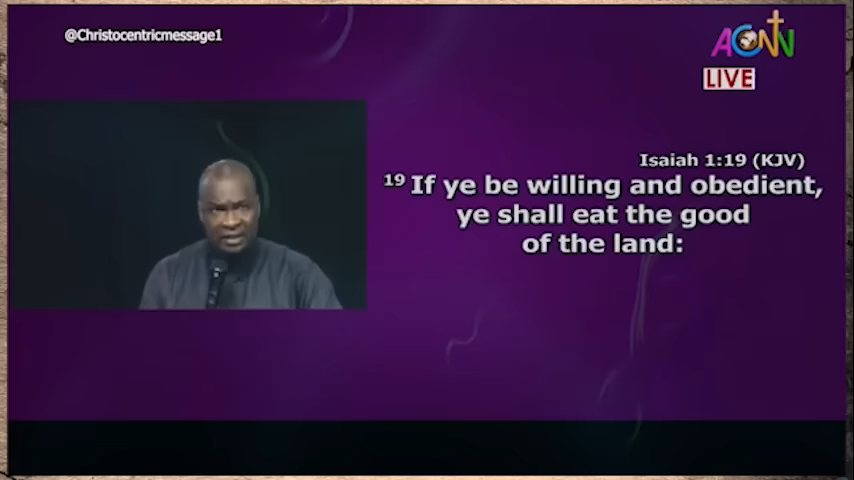 @Christocentricmessage1
ACNN
LIVE
Isaiah 1:19 (KJV)
19 If ye be willing and obedient,
ye shall eat the good
of the land: